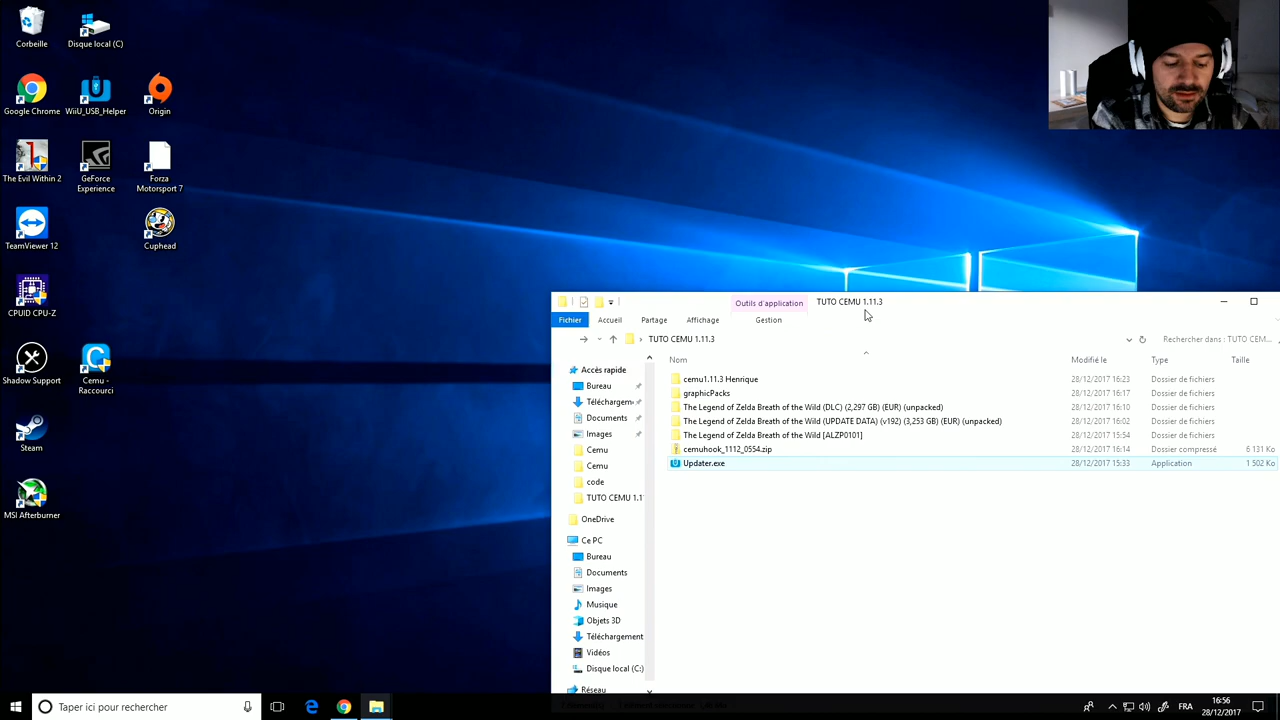 Corbeille
Disque local (C)
Google Chrome
WiiU_USB_Helper
Origin
The Evil Within 2
GeForce Experience
Forza Motorsport 7
TeamViewer 12
Cuphead
CPUID CPU-Z
Shadow Support
Cemu - Raccourci
Steam
MSI Afterburner
Outils d'application
TUTO CEMU 1.11.3
Fichier
Accueil
Partage
Affichage
Gestion
TUTO CEMU 1.11.3
Rechercher dans : TUTO CEM...
Nom
Modifié le
Type
Taille
Accès rapide
Bureau
Téléchargem
Documents
Images
Cemu
Cemu
code
TUTO CEMU 1.1
OneDrive
Ce PC
Bureau
Documents
Images
Musique
Objets 3D
Téléchargement
Vidéos
Disque local (C:)
Réseau
cemu1.11.3 Henrique 28/12/2017 16:23 Dossier de fichiers
graphicPacks 28/12/2017 16:17 Dossier de fichiers
The Legend of Zelda Breath of the Wild (DLC) (2,297 GB) (EUR) (unpacked) 28/12/2017 16:10 Dossier de fichiers
The Legend of Zelda Breath of the Wild (UPDATE DATA) (v192) (3,253 GB) (EUR) (unpacked) 28/12/2017 16:02 Dossier de fichiers
The Legend of Zelda Breath of the Wild [ALZP0101] 28/12/2017 15:54 Dossier de fichiers
cemuhook_1112_0554.zip 28/12/2017 16:14 Dossier compressé 6 131 Ko
Updater.exe 28/12/2017 15:33 Application 1 502 Ko
Taper ici pour rechercher
FRA
16:56
28/12/2017